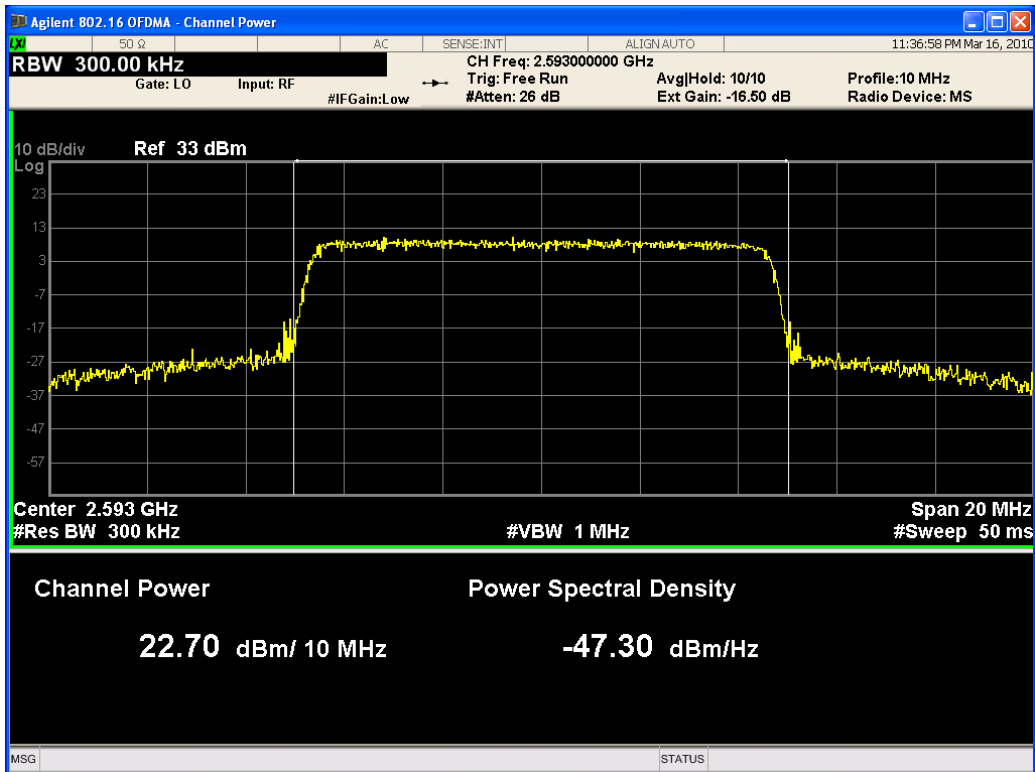 Agilent 802.16 OFDMA - Channel Power
LXI 50 Ω AC SENSE:INT ALIGN AUTO 11:36:58 PM Mar 16, 2010
RBW 300.00 kHz
CH Freq: 2.593000000 GHz
Gate: LO Input: RF Trig: Free Run Avg|Hold: 10/10 Profile:10 MHz
#IFGain:Low #Atten: 26 dB Ext Gain: -16.50 dB Radio Device: MS
10 dB/div Ref 33 dBm
Log
23
13
3
-7
-17
-27
-37
-47
-57
Center 2.593 GHz Span 20 MHz
#Res BW 300 kHz #VBW 1 MHz #Sweep 50 ms
Channel Power Power Spectral Density
22.70 dBm/ 10 MHz -47.30 dBm/Hz
MSG STATUS